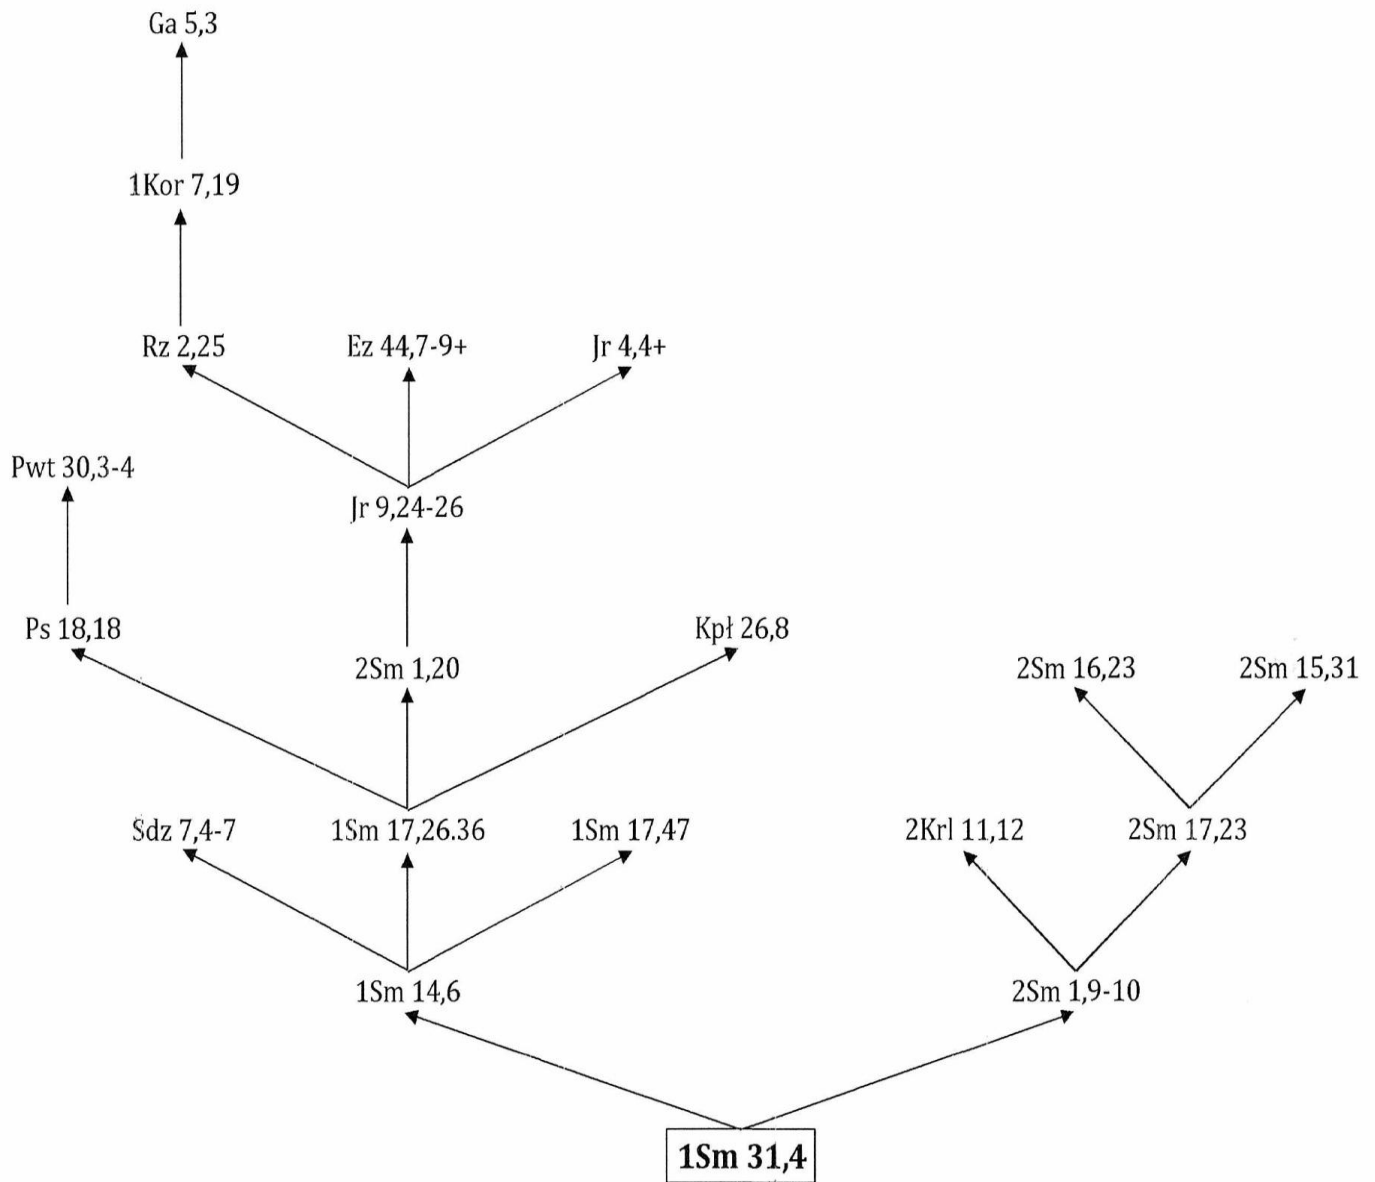 Ga 5,3
1Kor 7,19
Rz 2,25
Ez 44,7-9+
Jr 4,4+
Pwt 30,3-4
Jr 9,24-26
Ps 18,18
Kpł 26,8
2Sm 1,20
2Sm 16,23
2Sm 15,31
Sdz 7,4-7
1Sm 17,26.36
1Sm 17,47
2Krl 11,12
2Sm 17,23
1Sm 14,6
2Sm 1,9-10
1Sm 31,4